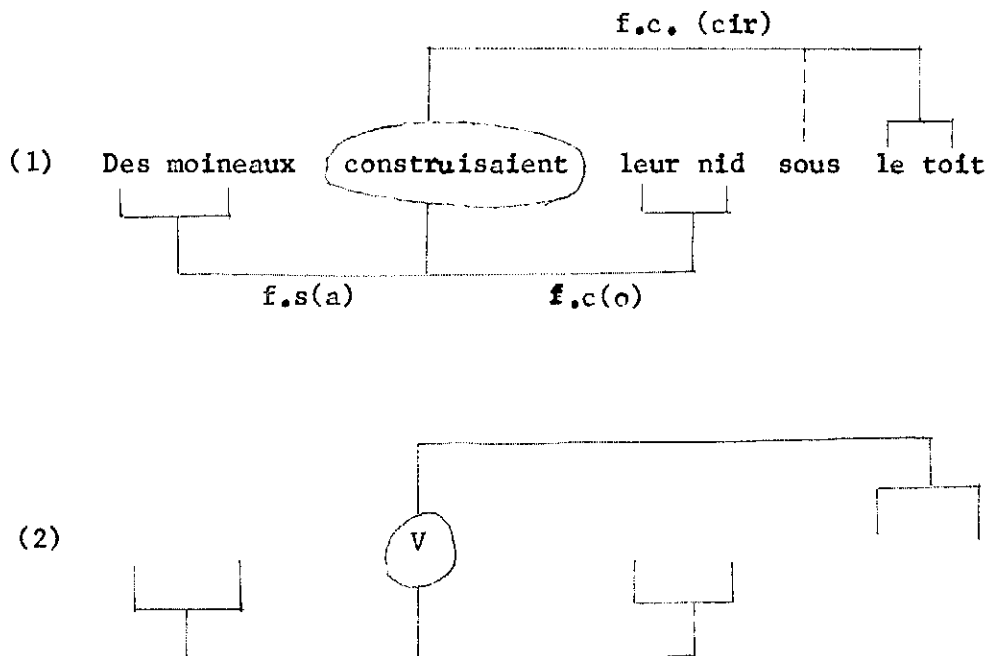 f.c. (cir)
(1) Des moineaux construisaient leur nid sous le toit
f.s(a) f.c(o)
(2) V